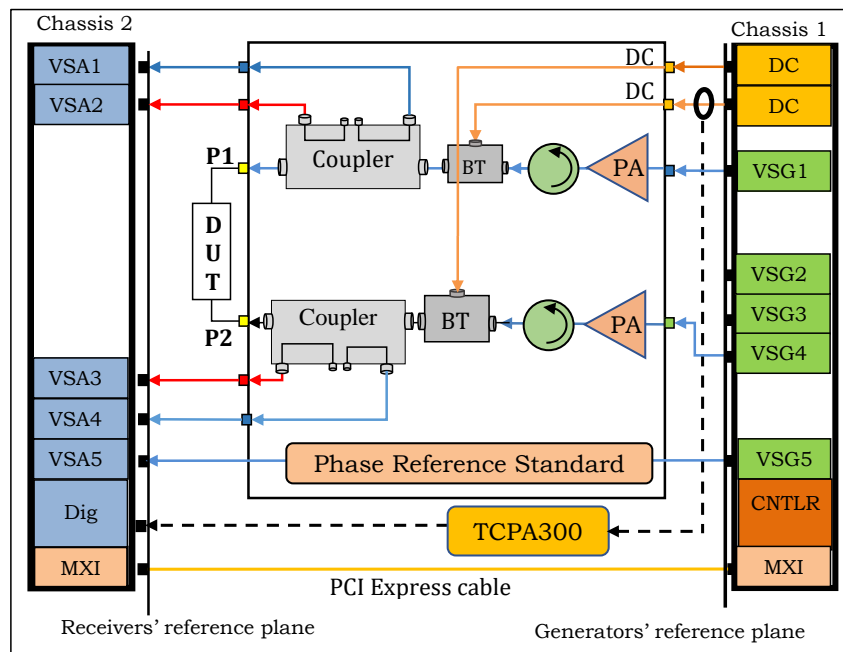 Chassis 2
Chassis 1
VSA1
DC
DC
VSA2
DC
DC
Coupler
BT
PA
VSG1
P1
DUT
P2
VSG2
VSG3
VSG4
Coupler
BT
PA
VSA3
VSA4
VSA5
Phase Reference Standard
VSG5
Dig
TCPA300
CNTLR
MXI
PCI Express cable
MXI
Receivers' reference plane
Generators' reference plane